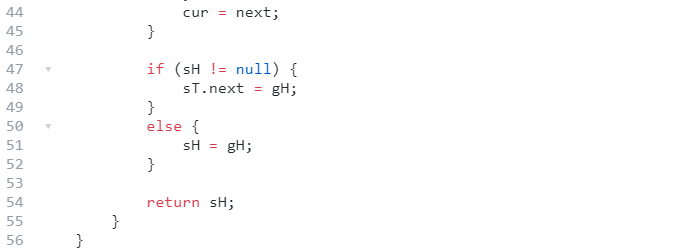 44 cur = next;
45 }
46
47 if (sH != null) {
48 sT.next = gH;
49 }
50 else {
51 sH = gH;
52 }
53
54 return sH;
55 }
56 }